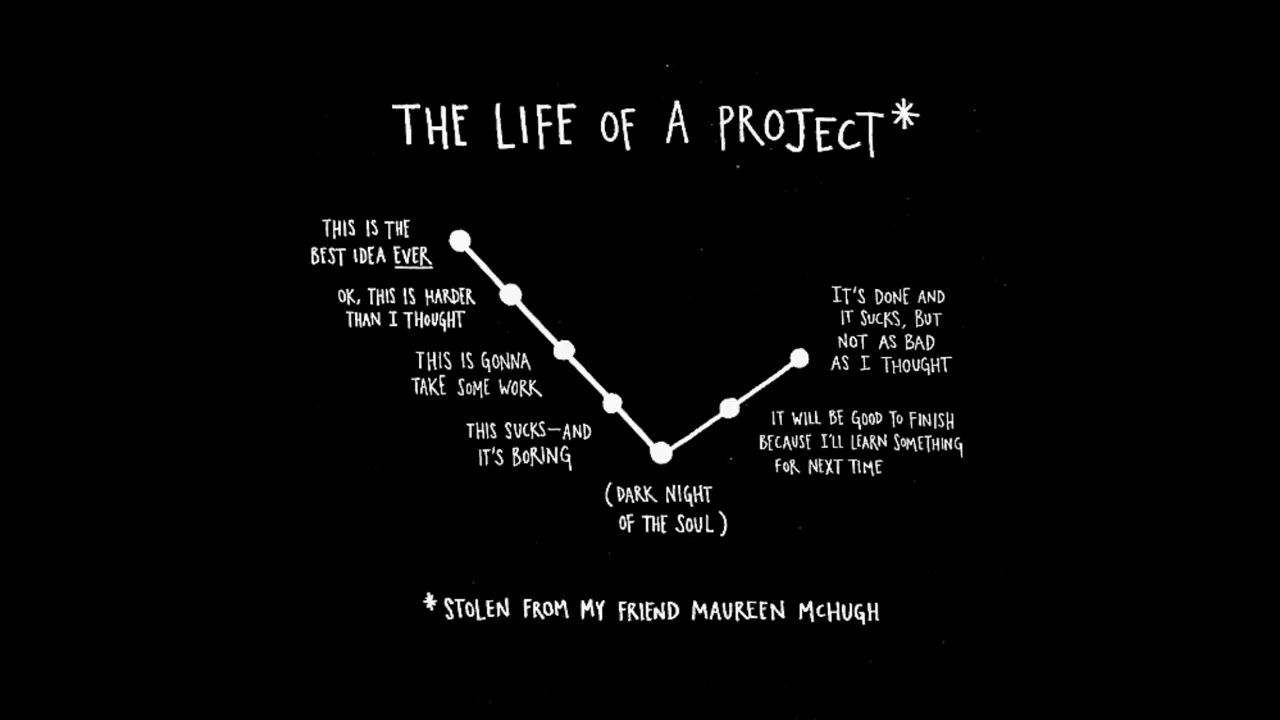 THE LIFE OF A PROJECT*
THIS IS THE
BEST IDEA EVER
OK, THIS IS HARDER
THAN I THOUGHT
THIS IS GONNA
TAKE SOME WORK
THIS SUCKS—AND
IT'S BORING
(DARK NIGHT
OF THE SOUL)
IT WILL BE GOOD TO FINISH
BECAUSE I'LL LEARN SOMETHING
FOR NEXT TIME
IT'S DONE AND
IT SUCKS, BUT
NOT AS BAD
AS I THOUGHT
*STOLEN FROM MY FRIEND MAUREEN MCHUGH